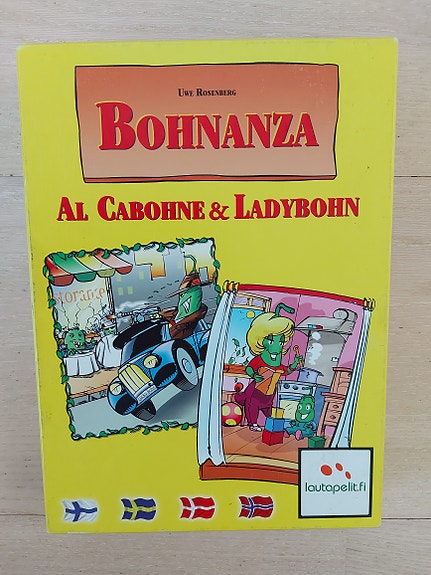 Uwe Rosenberg
BOHNANZA
AL CABOHNE & LADYBOHN
lautapelit.fi